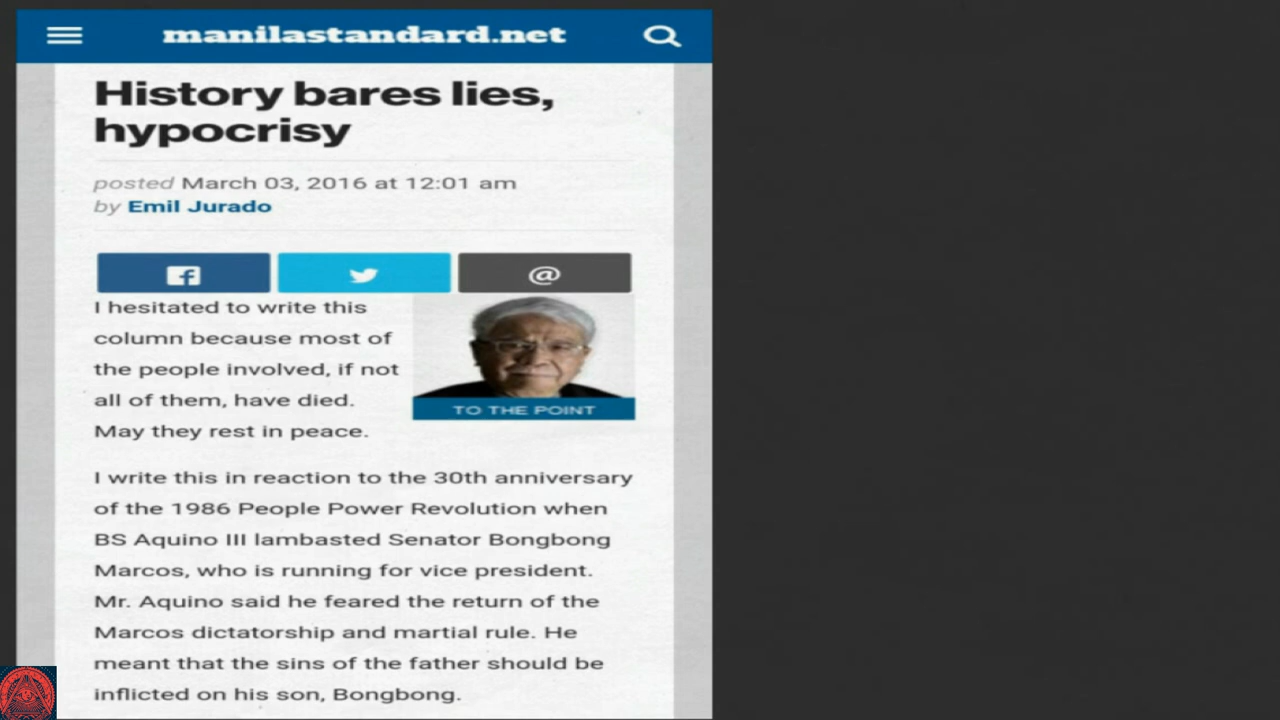 manilastandard.net
History bares lies,
hypocrisy
posted March 03, 2016 at 12:01 am
by Emil Jurado
@
I hesitated to write this
column because most of
the people involved, if not
all of them, have died.
May they rest in peace.
TO THE POINT
I write this in reaction to the 30th anniversary
of the 1986 People Power Revolution when
BS Aquino III lambasted Senator Bongbong
Marcos, who is running for vice president.
Mr. Aquino said he feared the return of the
Marcos dictatorship and martial rule. He
meant that the sins of the father should be
inflicted on his son, Bongbong.